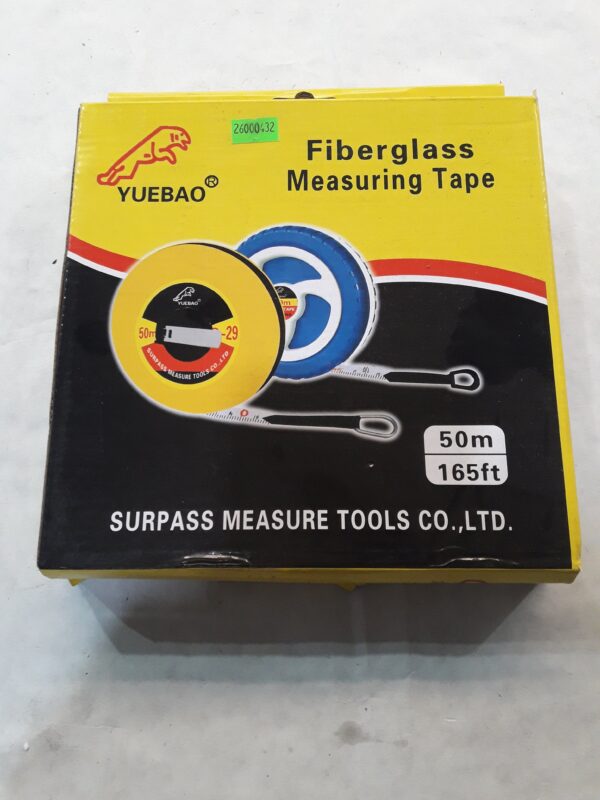 26000432
Fiberglass
Measuring Tape
YUEBAO®
YUEBAO
50m
-29
SURPASS MEASURE TOOLS CO.,LTD
50m
165ft
SURPASS MEASURE TOOLS CO.,LTD.